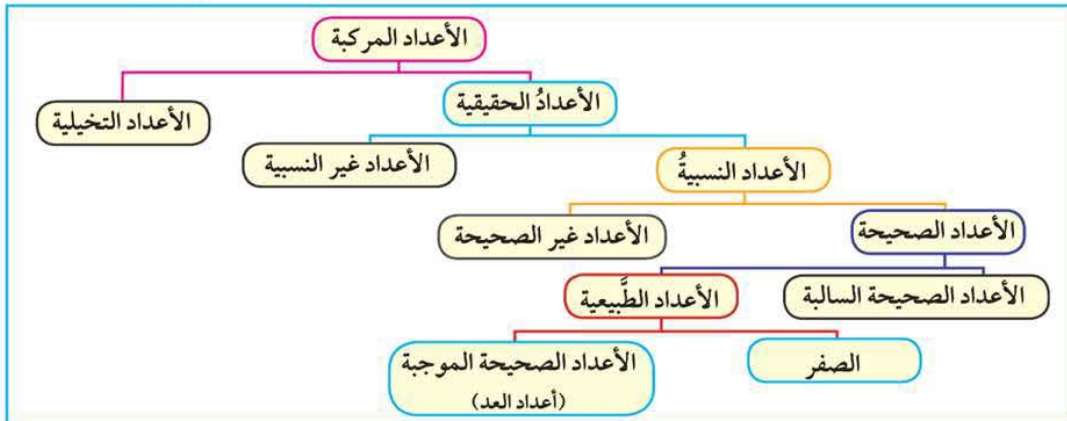 الأعداد المركبة
الأعدادُ الحقيقية
الأعداد التخيلية
الأعداد النسبيةُ
الأعداد غير النسبية
الأعداد الصحيحة
الأعداد غير الصحيحة
الأعداد الصحيحة السالبة
الأعداد الطَّبيعية
الصفر
الأعداد الصحيحة الموجبة
(أعداد العد)